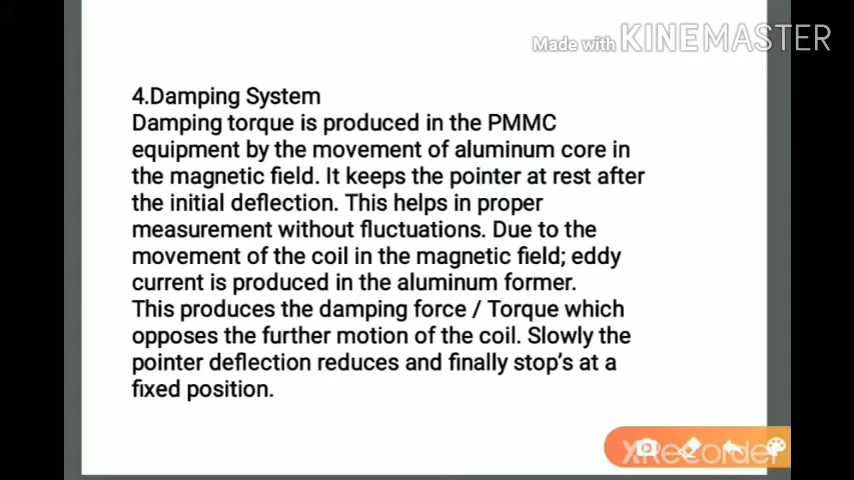 Made with KINEMASTER
4.Damping System
Damping torque is produced in the PMMC
equipment by the movement of aluminum core in
the magnetic field. It keeps the pointer at rest after
the initial deflection. This helps in proper
measurement without fluctuations. Due to the
movement of the coil in the magnetic field; eddy
current is produced in the aluminum former.
This produces the damping force / Torque which
opposes the further motion of the coil. Slowly the
pointer deflection reduces and finally stop's at a
fixed position.
XRecorder